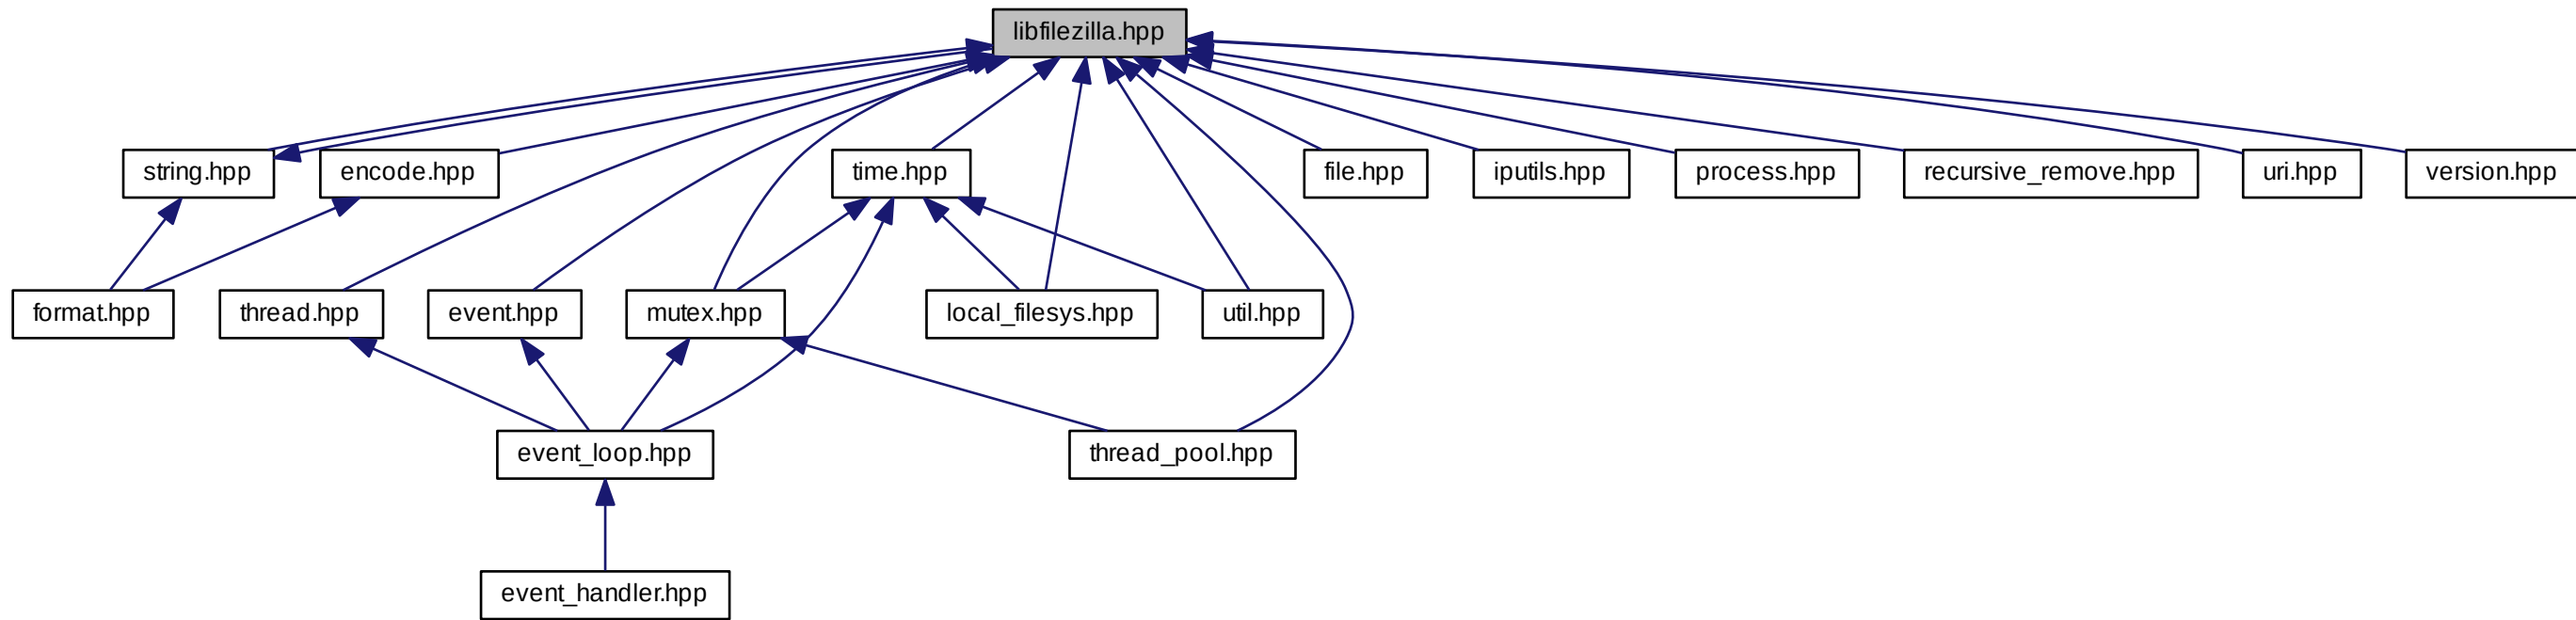 libfilezilla.hpp
string.hpp
encode.hpp
time.hpp
file.hpp
iputils.hpp
process.hpp
recursive_remove.hpp
uri.hpp
version.hpp
format.hpp
thread.hpp
event.hpp
mutex.hpp
local_filesys.hpp
util.hpp
event_loop.hpp
thread_pool.hpp
event_handler.hpp